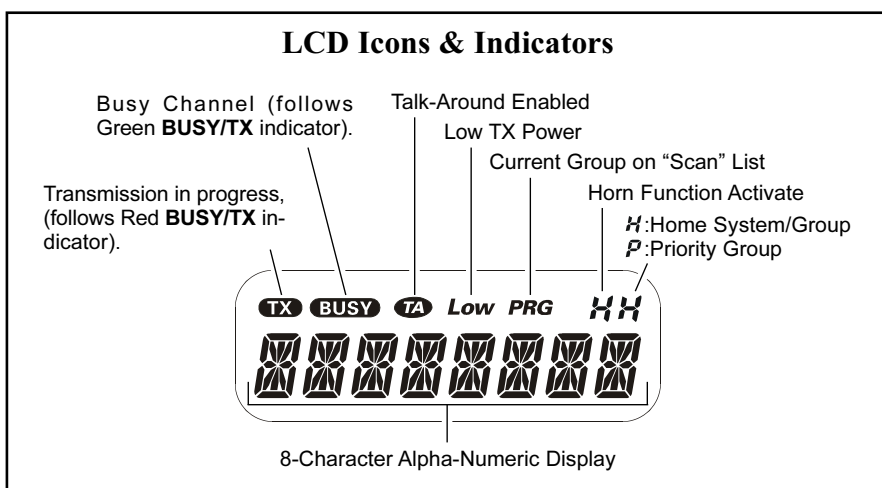 LCD Icons & Indicators
Busy Channel (follows
Green BUSY/TX indicator).
Talk-Around Enabled
Low TX Power
Current Group on “Scan” List
Horn Function Activate
H:Home System/Group
P:Priority Group
Transmission in progress,
(follows Red BUSY/TX in-
dicator).
TX BUSY TA Low PRG H H
8-Character Alpha-Numeric Display